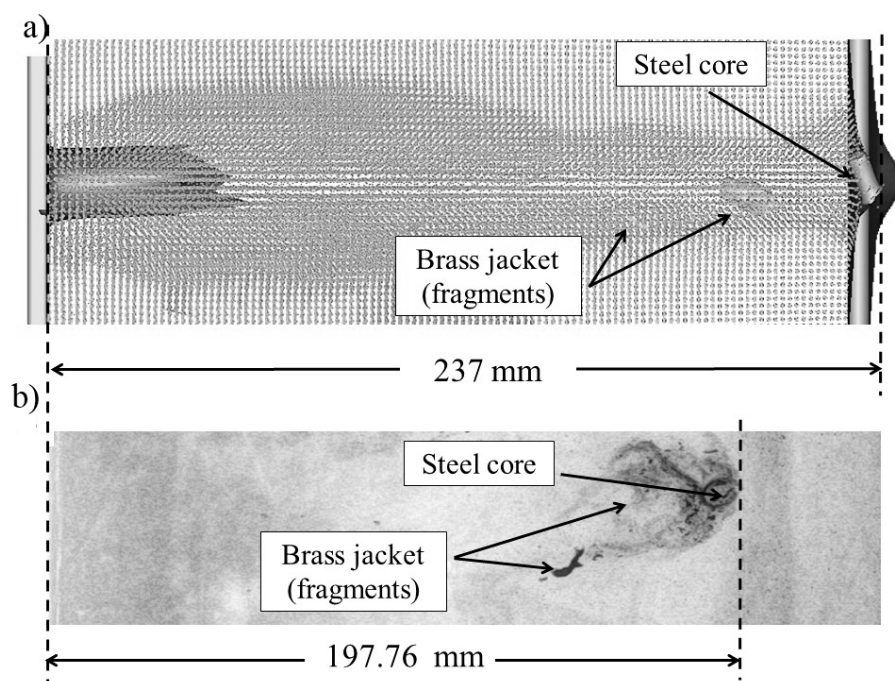 a)
Steel core
Brass jacket
(fragments)
237 mm
b)
Steel core
Brass jacket
(fragments)
197.76 mm